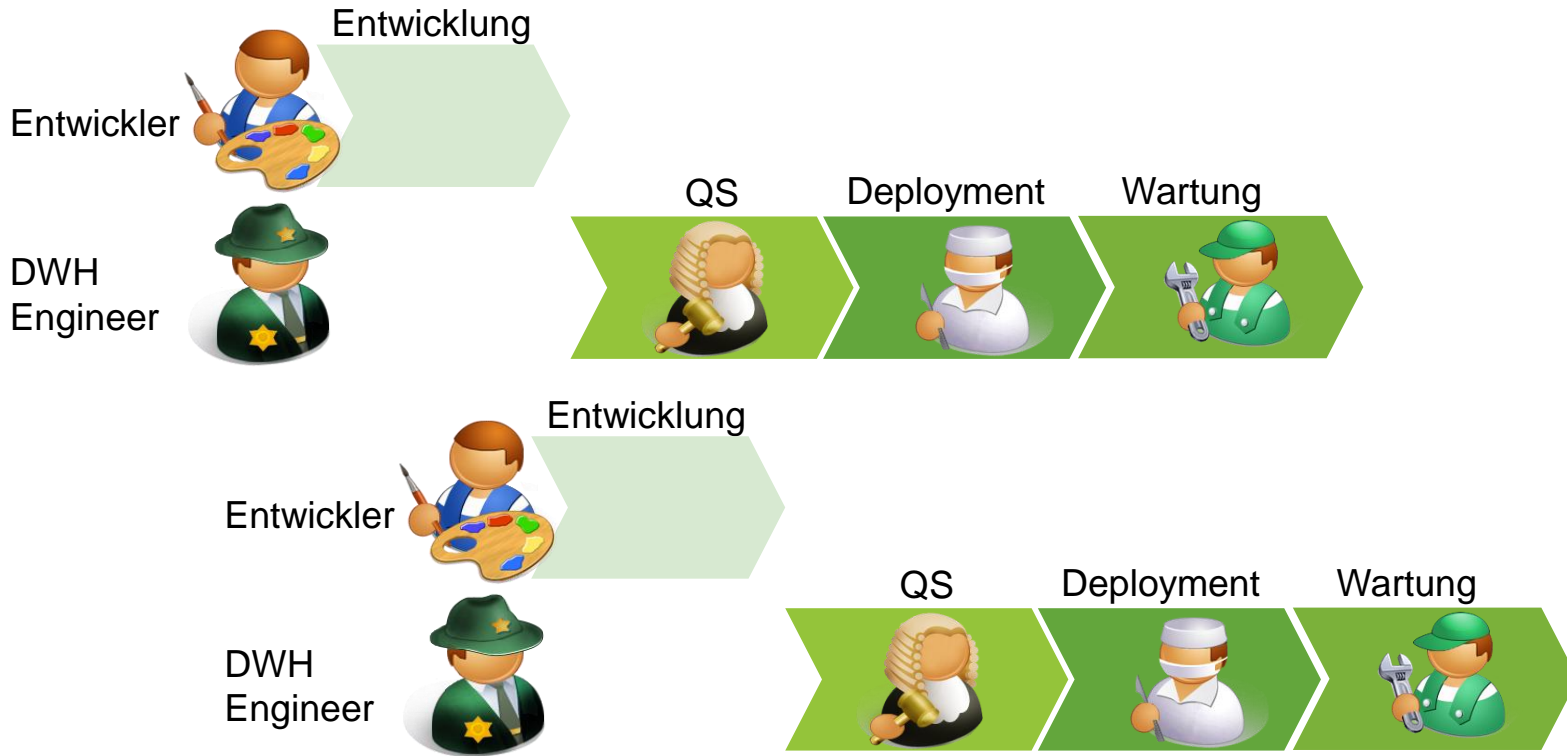 Entwicklung
Entwickler
QS
Deployment
Wartung
DWH
Engineer
Entwicklung
Entwickler
QS
Deployment
Wartung
DWH
Engineer